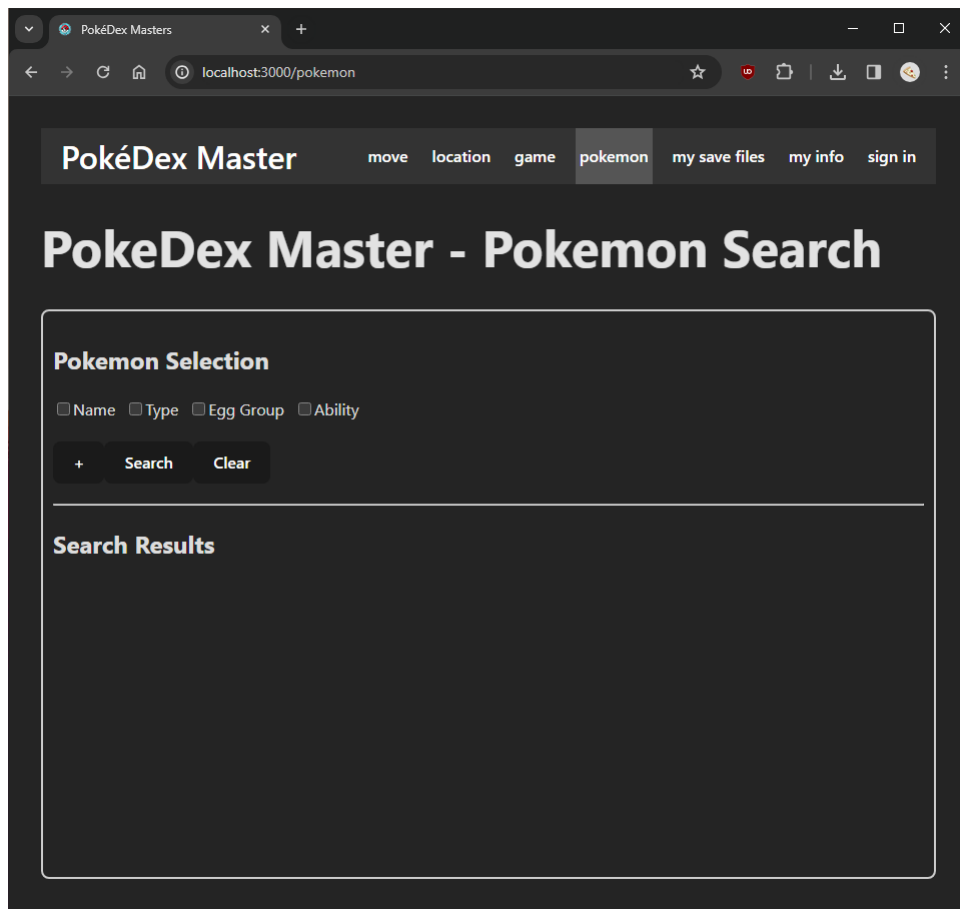 PokéDex Masters
localhost:3000/pokemon
UD
PokéDex Master move location game pokemon my save files my info sign in
PokeDex Master - Pokemon Search
Pokemon Selection
Name Type Egg Group Ability
+ Search Clear
Search Results